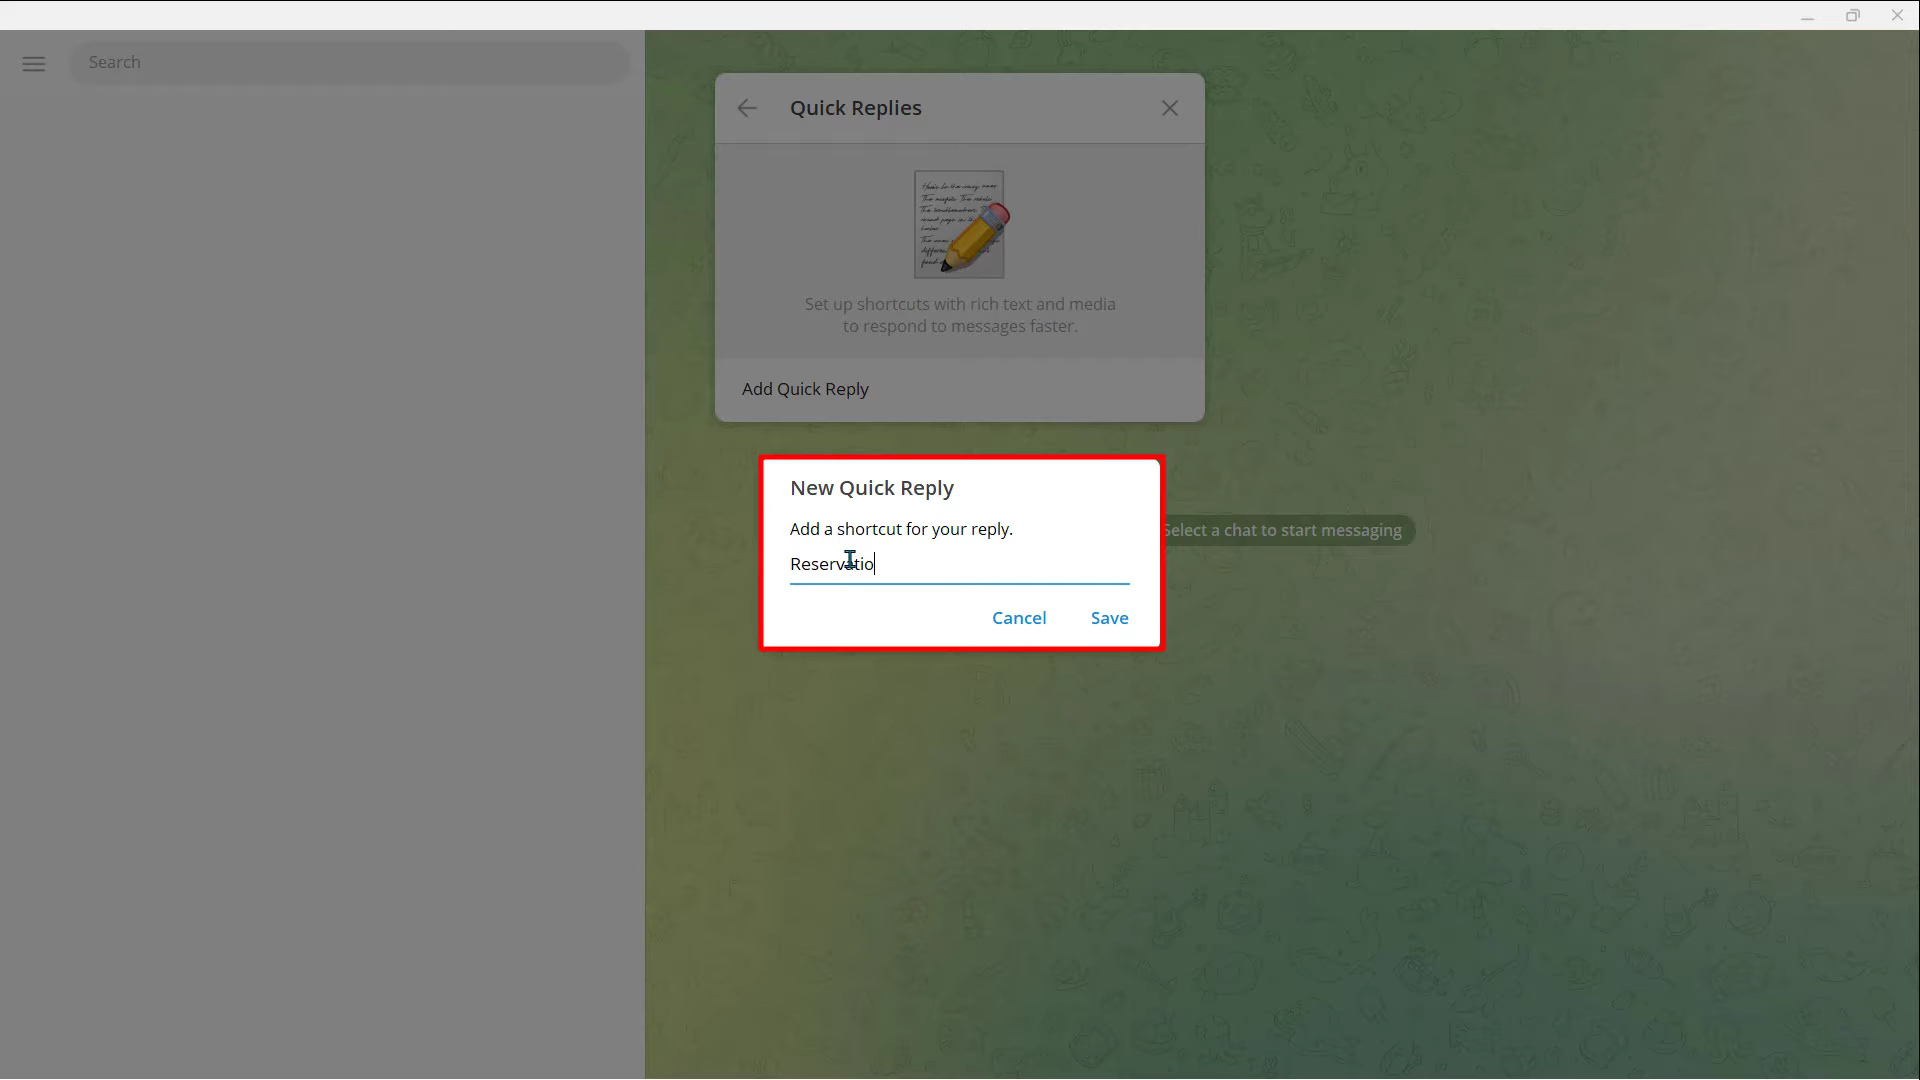 Search
Quick Replies
Set up shortcuts with rich text and media
to respond to messages faster.
Add Quick Reply
New Quick Reply
Add a shortcut for your reply.
Select a chat to start messaging
Reservatio
Cancel
Save